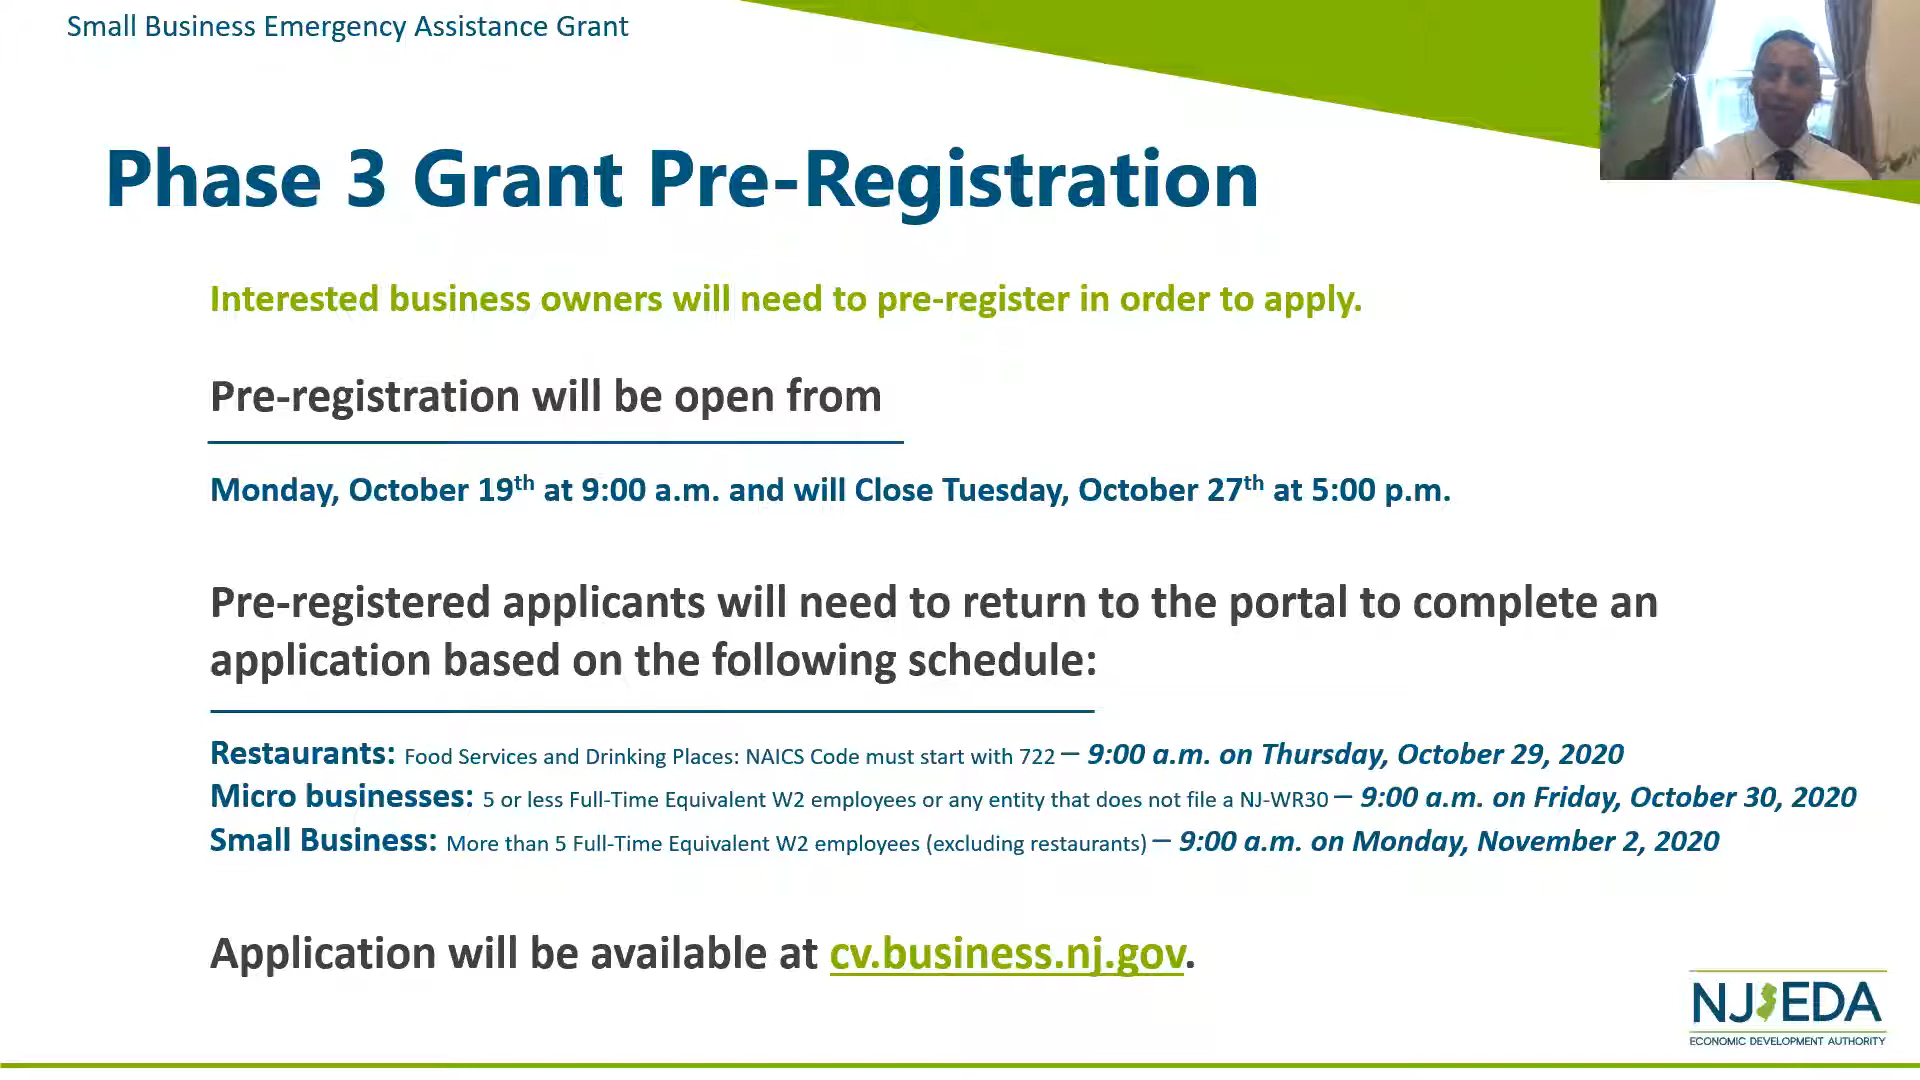 Small Business Emergency Assistance Grant
Phase 3 Grant Pre-Registration
Interested business owners will need to pre-register in order to apply.
Pre-registration will be open from
Monday, October 19th at 9:00 a.m. and will Close Tuesday, October 27th at 5:00 p.m.
Pre-registered applicants will need to return to the portal to complete an
application based on the following schedule:
Restaurants: Food Services and Drinking Places: NAICS Code must start with 722 – 9:00 a.m. on Thursday, October 29, 2020
Micro businesses: 5 or less Full-Time Equivalent W2 employees or any entity that does not file a NJ-WR30 – 9:00 a.m. on Friday, October 30, 2020
Small Business: More than 5 Full-Time Equivalent W2 employees (excluding restaurants) – 9:00 a.m. on Monday, November 2, 2020
Application will be available at cv.business.nj.gov.
NJEDA
ECONOMIC DEVELOPMENT AUTHORITY